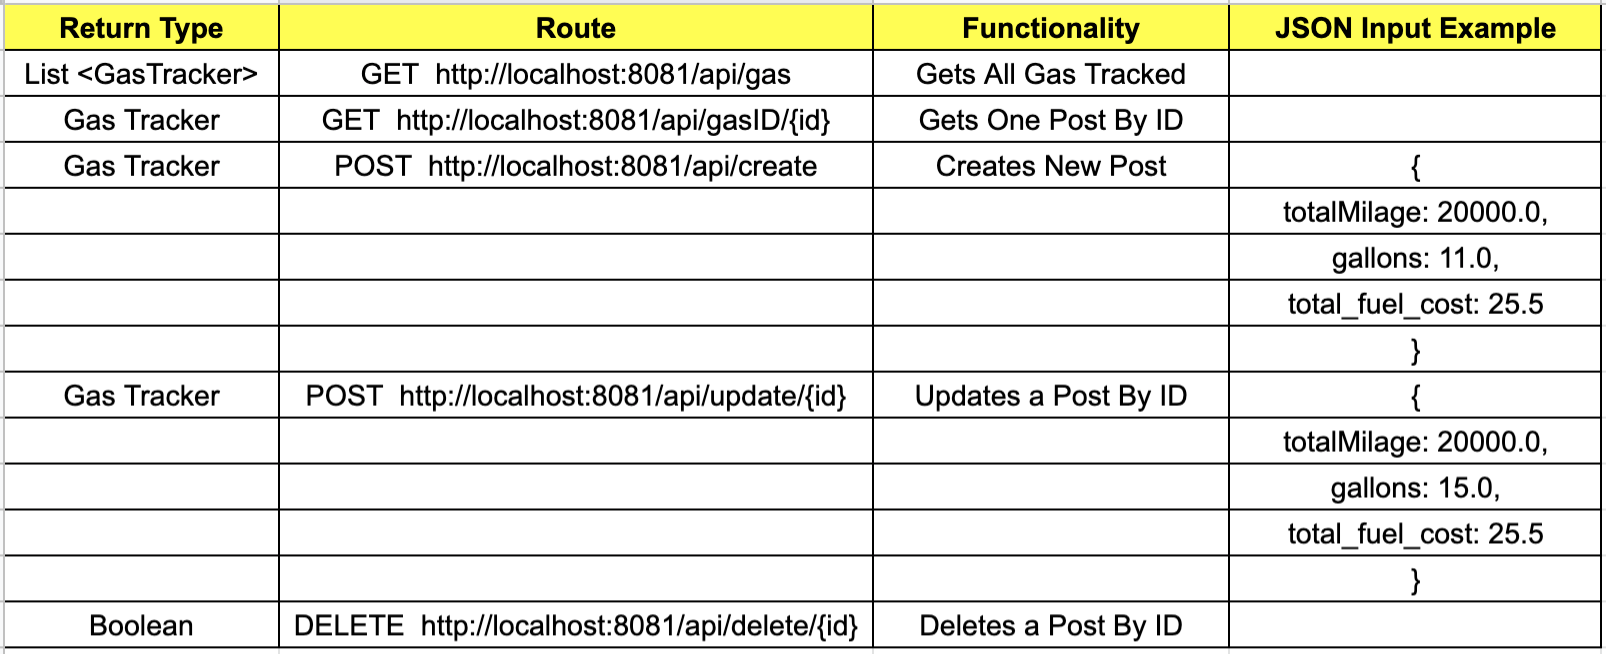 Return Type Route Functionality JSON Input Example
List <GasTracker> GET http://localhost:8081/api/gas Gets All Gas Tracked
Gas Tracker GET http://localhost:8081/api/gasID/{id} Gets One Post By ID
Gas Tracker POST http://localhost:8081/api/create Creates New Post {
totalMilage: 20000.0,
gallons: 11.0,
total_fuel_cost: 25.5
}
Gas Tracker POST http://localhost:8081/api/update/{id} Updates a Post By ID {
totalMilage: 20000.0,
gallons: 15.0,
total_fuel_cost: 25.5
}
Boolean DELETE http://localhost:8081/api/delete/{id} Deletes a Post By ID